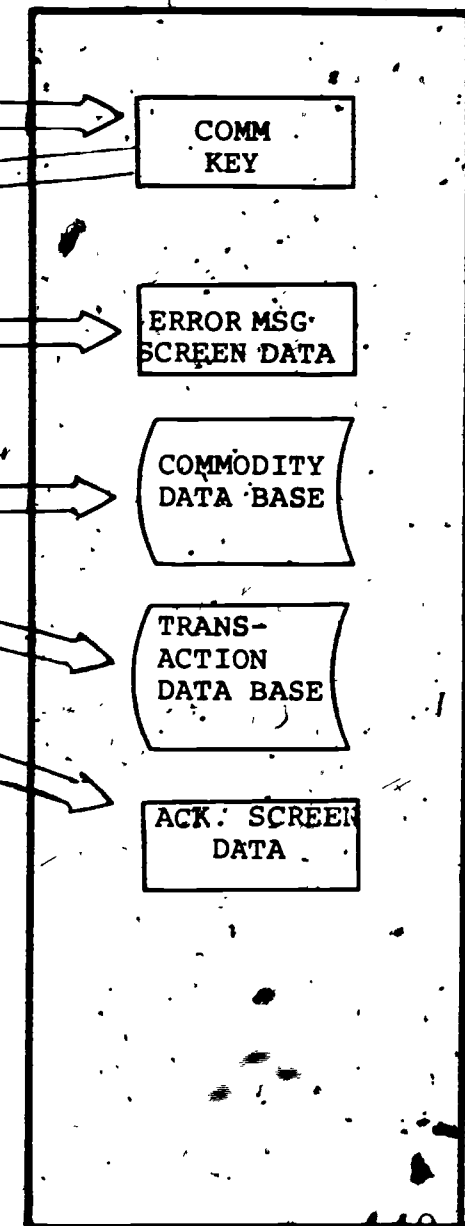 COMM
KEY
ERROR MSG
SCREEN DATA
COMMODITY
DATA BASE
TRANS-
ACTION
DATA BASE
ACK. SCREEN
DATA